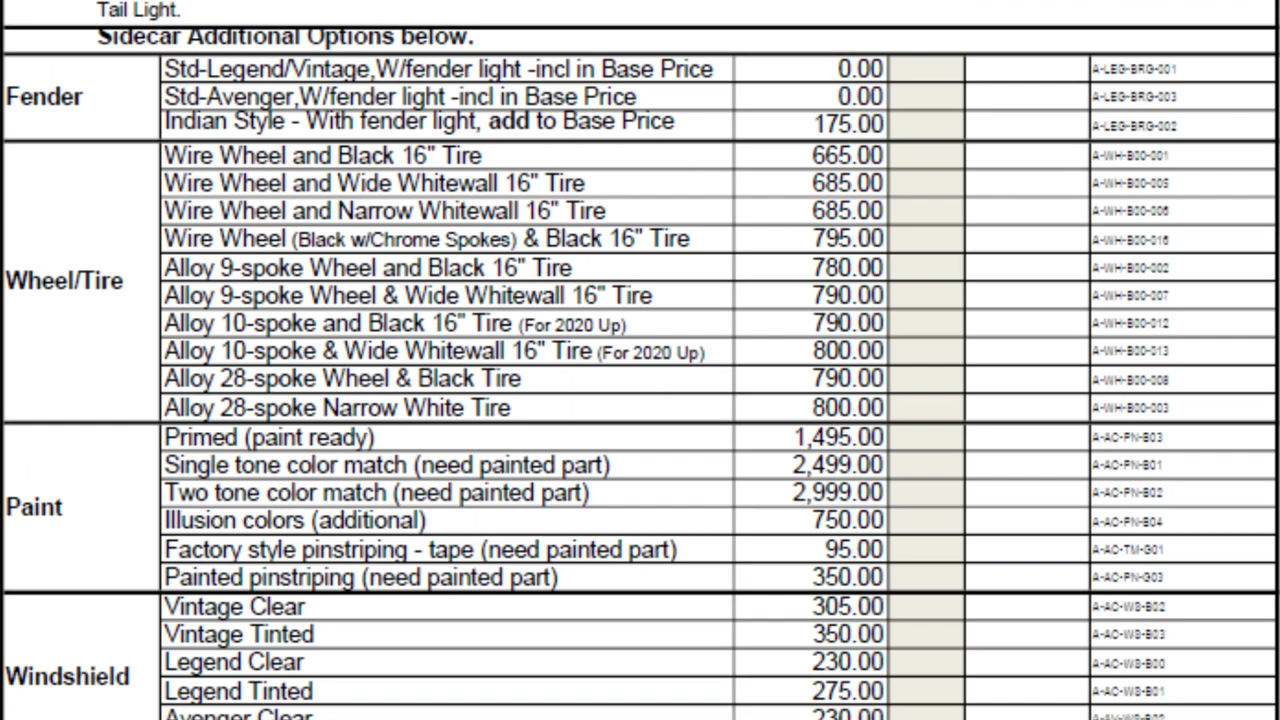 Tail Light.
Sidecar Additional Options below.
Fender
Std-Legend/Vintage,W/fender light -incl in Base Price 0.00 A-LEG-BRG-001
Std-Avenger,W/fender light -incl in Base Price 0.00 A-LEG-BRG-003
Indian Style - With fender light, add to Base Price 175.00 A-LEG-BRG-002
Wheel/Tire
Wire Wheel and Black 16" Tire 665.00 A-WH-B00-001
Wire Wheel and Wide Whitewall 16" Tire 685.00 A-WH-B00-005
Wire Wheel and Narrow Whitewall 16" Tire 685.00 A-WH-B00-006
Wire Wheel (Black w/Chrome Spokes) & Black 16" Tire 795.00 A-WH-B00-016
Alloy 9-spoke Wheel and Black 16" Tire 780.00 A-WH-B00-002
Alloy 9-spoke Wheel & Wide Whitewall 16" Tire 790.00 A-WH-B00-007
Alloy 10-spoke and Black 16" Tire (For 2020 Up) 790.00 A-WH-B00-012
Alloy 10-spoke & Wide Whitewall 16" Tire (For 2020 Up) 800.00 A-WH-B00-013
Alloy 28-spoke Wheel & Black Tire 790.00 A-WH-B00-008
Alloy 28-spoke Narrow White Tire 800.00 A-WH-B00-003
Paint
Primed (paint ready) 1,495.00 A-AC-PN-B03
Single tone color match (need painted part) 2,499.00 A-AC-PN-B01
Two tone color match (need painted part) 2,999.00 A-AC-PN-B02
Illusion colors (additional) 750.00 A-AC-PN-B04
Factory style pinstriping - tape (need painted part) 95.00 A-AC-TM-G01
Painted pinstriping (need painted part) 350.00 A-AC-PN-G03
Windshield
Vintage Clear 305.00 A-AC-WS-B02
Vintage Tinted 350.00 A-AC-WS-B03
Legend Clear 230.00 A-AC-WS-B00
Legend Tinted 275.00 A-AC-WS-B01
Avenger Clear 230.00